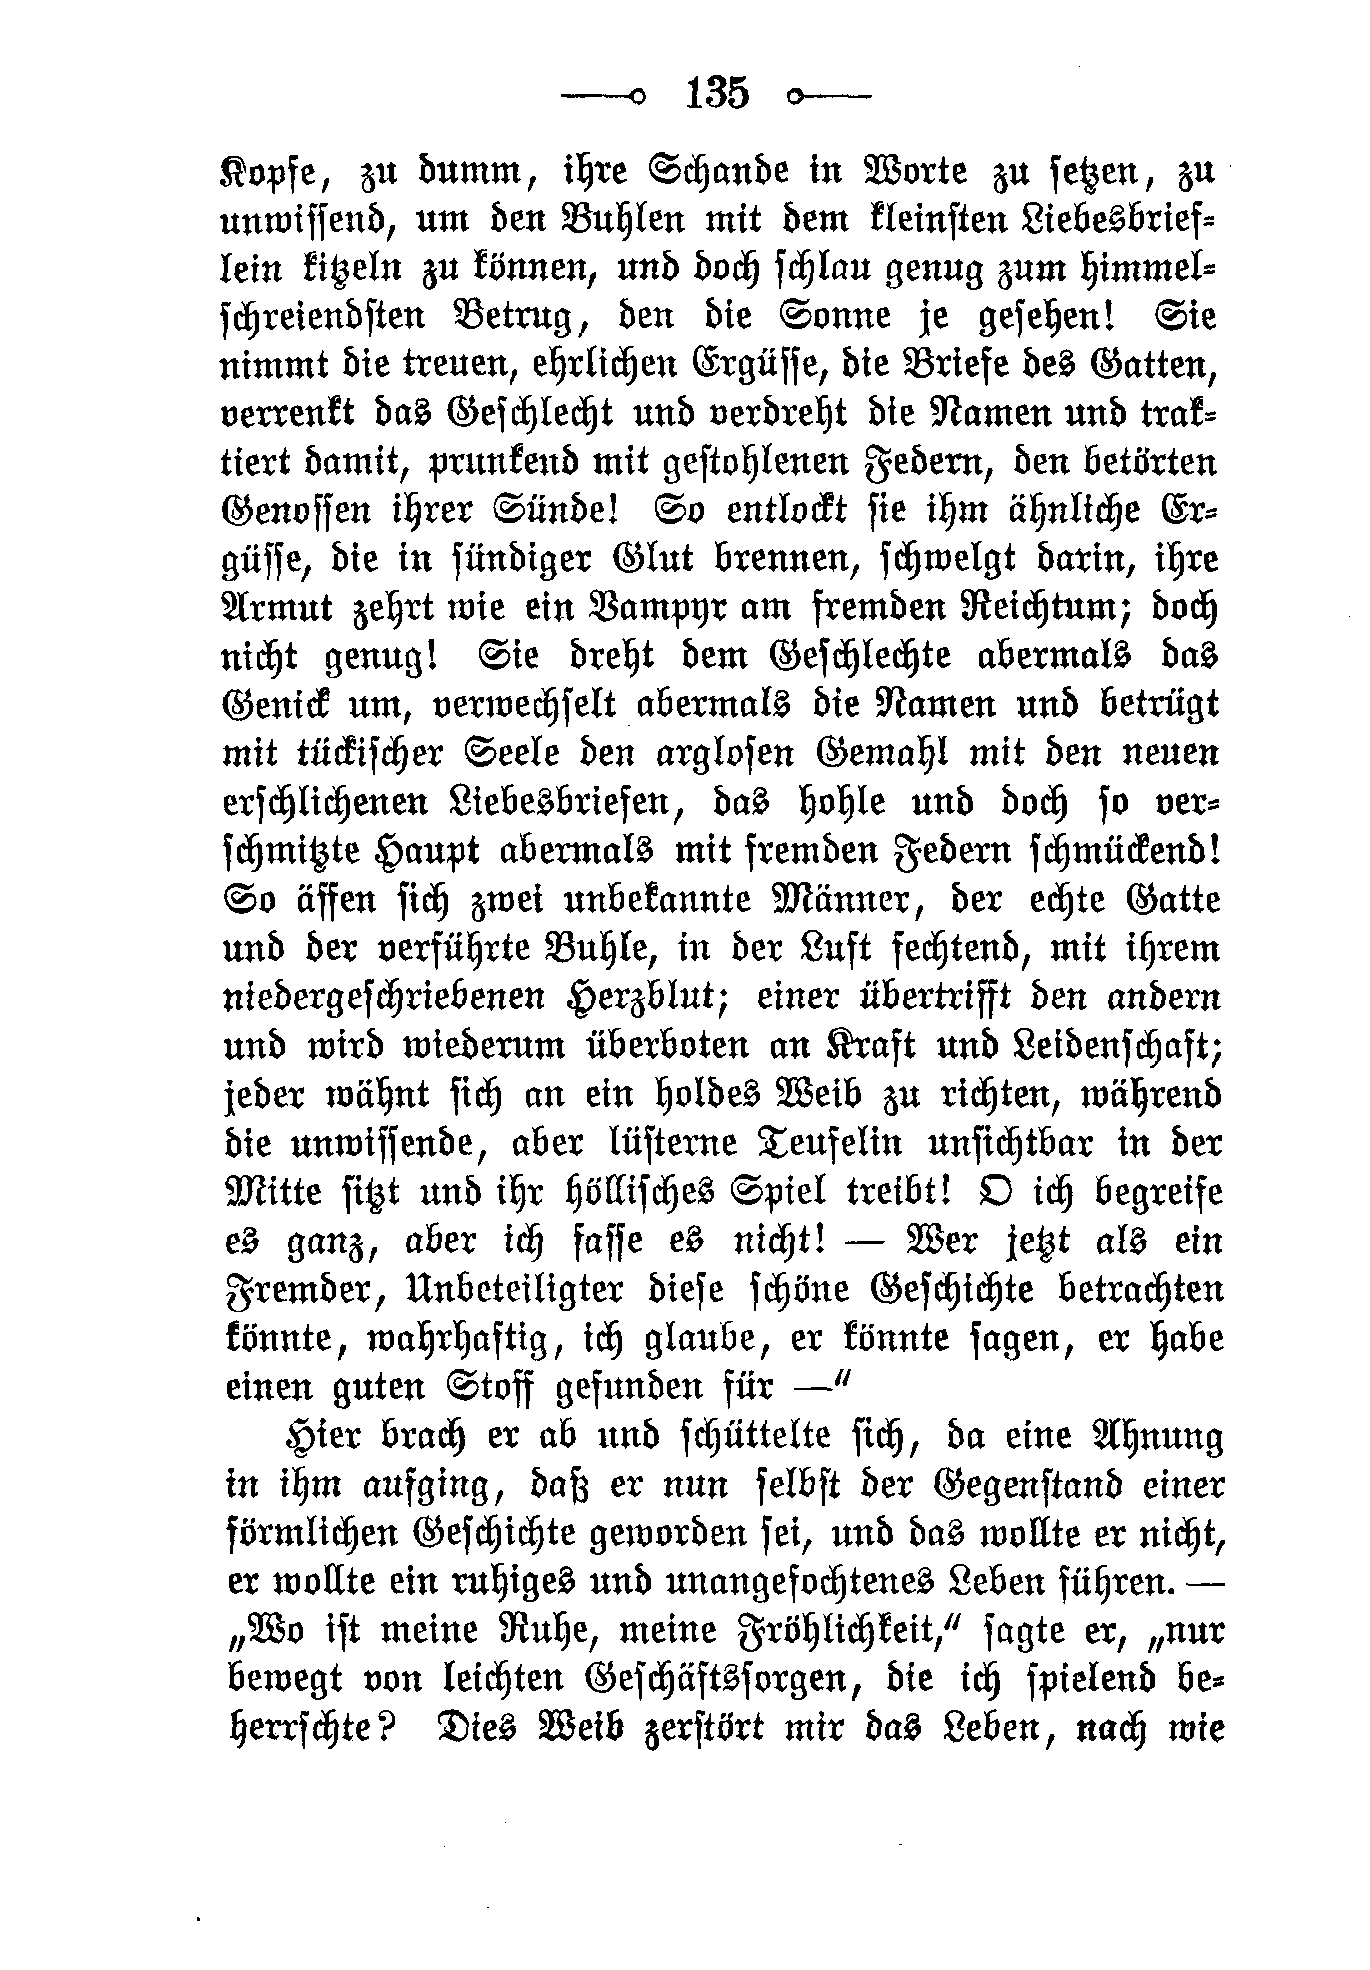 135
Kopfe, zu dumm, ihre Schande in Worte zu setzen, zu
unwissend, um den Buhlen mit dem kleinsten Liebesbrief-
lein kitzeln zu können, und doch schlau genug zum himmel-
schreiendsten Betrug, den die Sonne je gesehen! Sie
nimmt die treuen, ehrlichen Ergüsse, die Briefe des Gatten,
verrenkt das Geschlecht und verdreht die Namen und trak-
tiert damit, prunkend mit gestohlenen Federn, den betörten
Genossen ihrer Sünde! So entlockt sie ihm ähnliche Er-
güsse, die in sündiger Glut brennen, schwelgt darin, ihre
Armut zehrt wie ein Vampyr am fremden Reichtum; doch
nicht genug! Sie dreht dem Geschlechte abermals das
Genick um, verwechselt abermals die Namen und betrügt
mit tückischer Seele den arglosen Gemahl mit den neuen
erschlichenen Liebesbriefen, das hohle und doch so ver-
schmitzte Haupt abermals mit fremden Federn schmückend!
So äffen sich zwei unbekannte Männer, der echte Gatte
und der verführte Buhle, in der Luft fechtend, mit ihrem
niedergeschriebenen Herzblut; einer übertrifft den andern
und wird wiederum überboten an Kraft und Leidenschaft;
jeder wähnt sich an ein holdes Weib zu richten, während
die unwissende, aber lüsterne Teufelin unsichtbar in der
Mitte sitzt und ihr höllisches Spiel treibt! O ich begreife
es ganz, aber ich fasse es nicht! — Wer jetzt als ein
Fremder, Unbeteiligter diese schöne Geschichte betrachten
könnte, wahrhaftig, ich glaube, er könnte sagen, er habe
einen guten Stoff gefunden für —“
Hier brach er ab und schüttelte sich, da eine Ahnung
in ihm aufging, daß er nun selbst der Gegenstand einer
förmlichen Geschichte geworden sei, und das wollte er nicht,
er wollte ein ruhiges und unangefochtenes Leben führen. —
„Wo ist meine Ruhe, meine Fröhlichkeit,“ sagte er, „nur
bewegt von leichten Geschäftssorgen, die ich spielend be-
herrschte? Dies Weib zerstört mir das Leben, nach wie